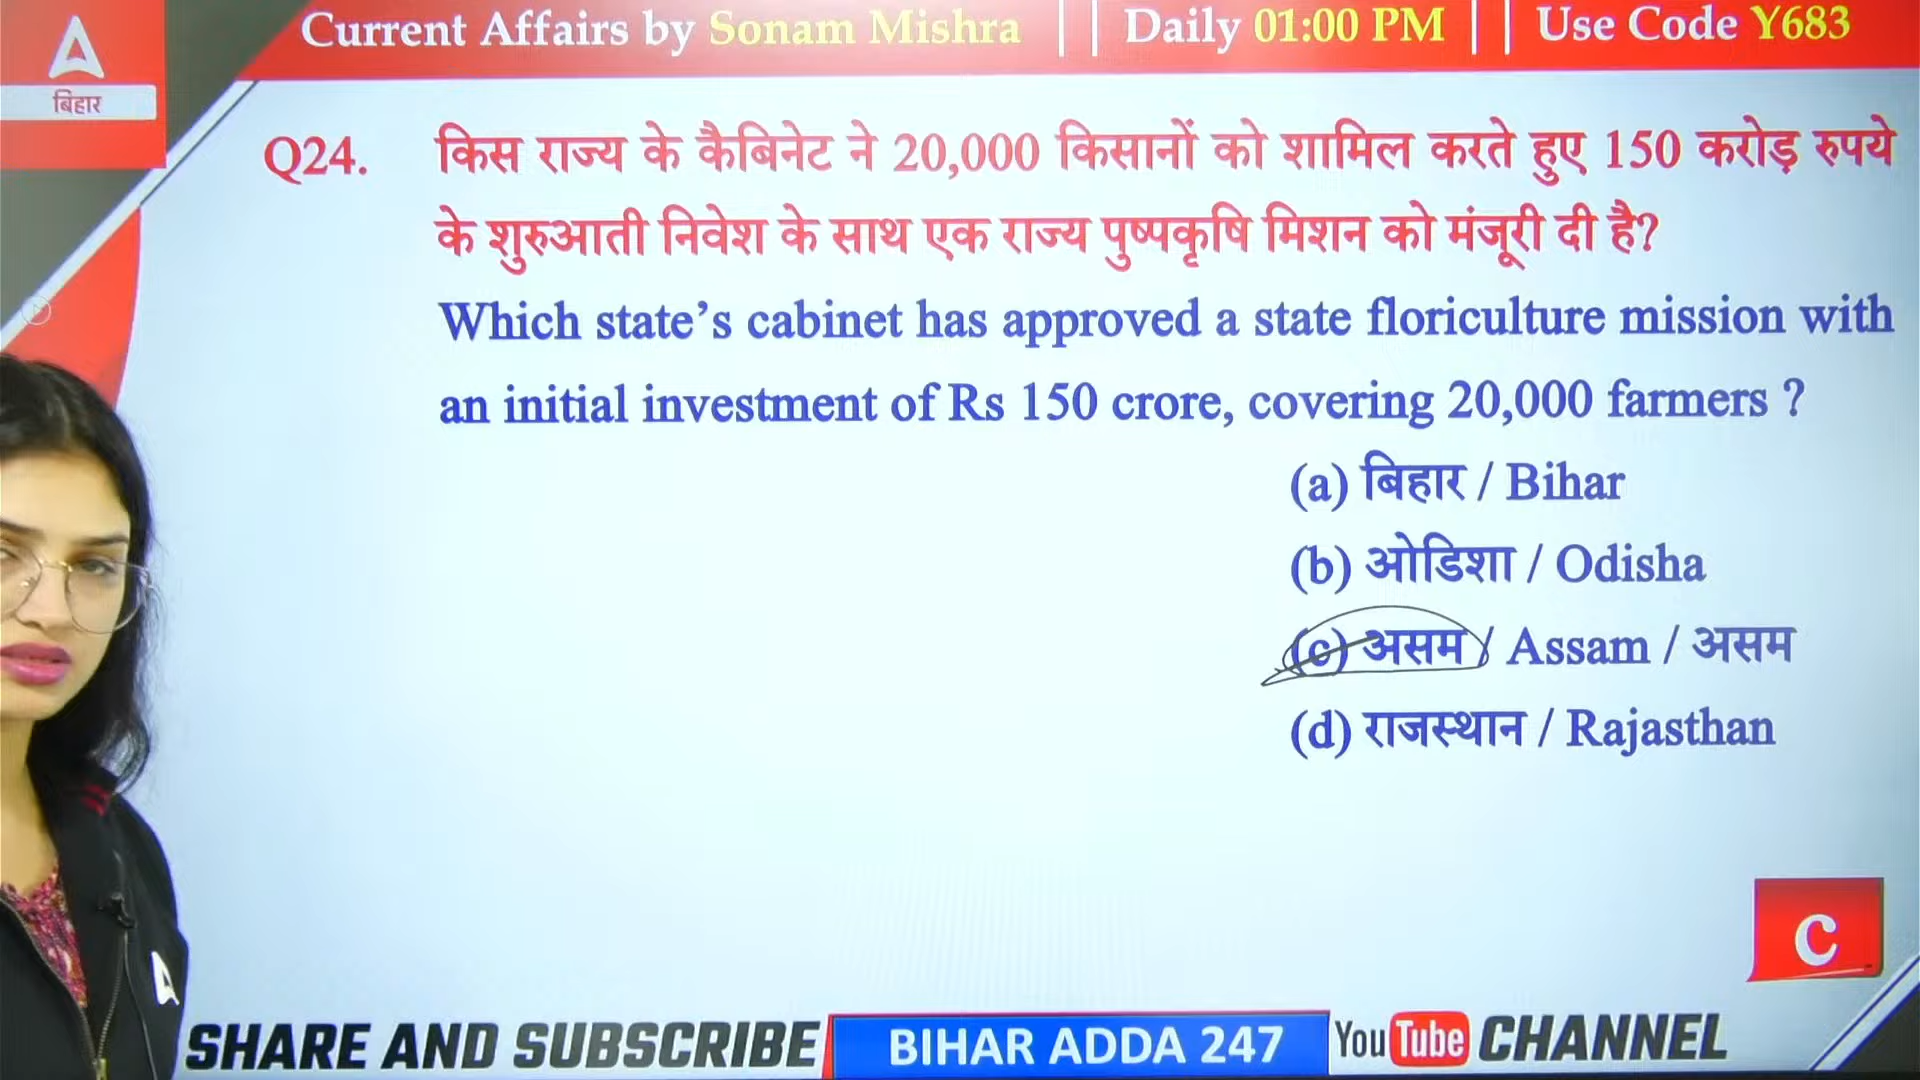 Current Affairs by Sonam Mishra || Daily 01:00 PM || Use Code Y683
बिहार
Q24. किस राज्य के कैबिनेट ने 20,000 किसानों को शामिल करते हुए 150 करोड़ रुपये
के शुरुआती निवेश के साथ एक राज्य पुष्पकृषि मिशन को मंजूरी दी है?
Which state’s cabinet has approved a state floriculture mission with
an initial investment of Rs 150 crore, covering 20,000 farmers ?
(a) बिहार / Bihar
(b) ओडिशा / Odisha
(c) असम / Assam / असम
(d) राजस्थान / Rajasthan
C
SHARE AND SUBSCRIBE BIHAR ADDA 247 YouTube CHANNEL